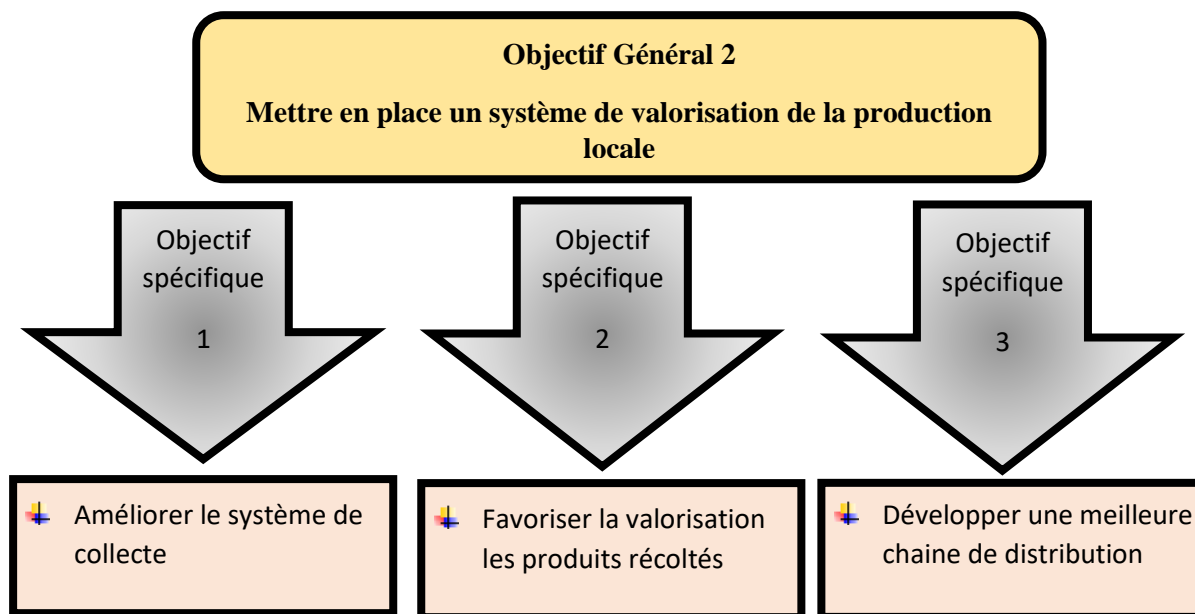 Objectif Général 2
Mettre en place un système de valorisation de la production
locale
Objectif
spécifique
1
Objectif
spécifique
2
Objectif
spécifique
3
Améliorer le système de
collecte
Favoriser la valorisation
les produits récoltés
Développer une meilleure
chaine de distribution